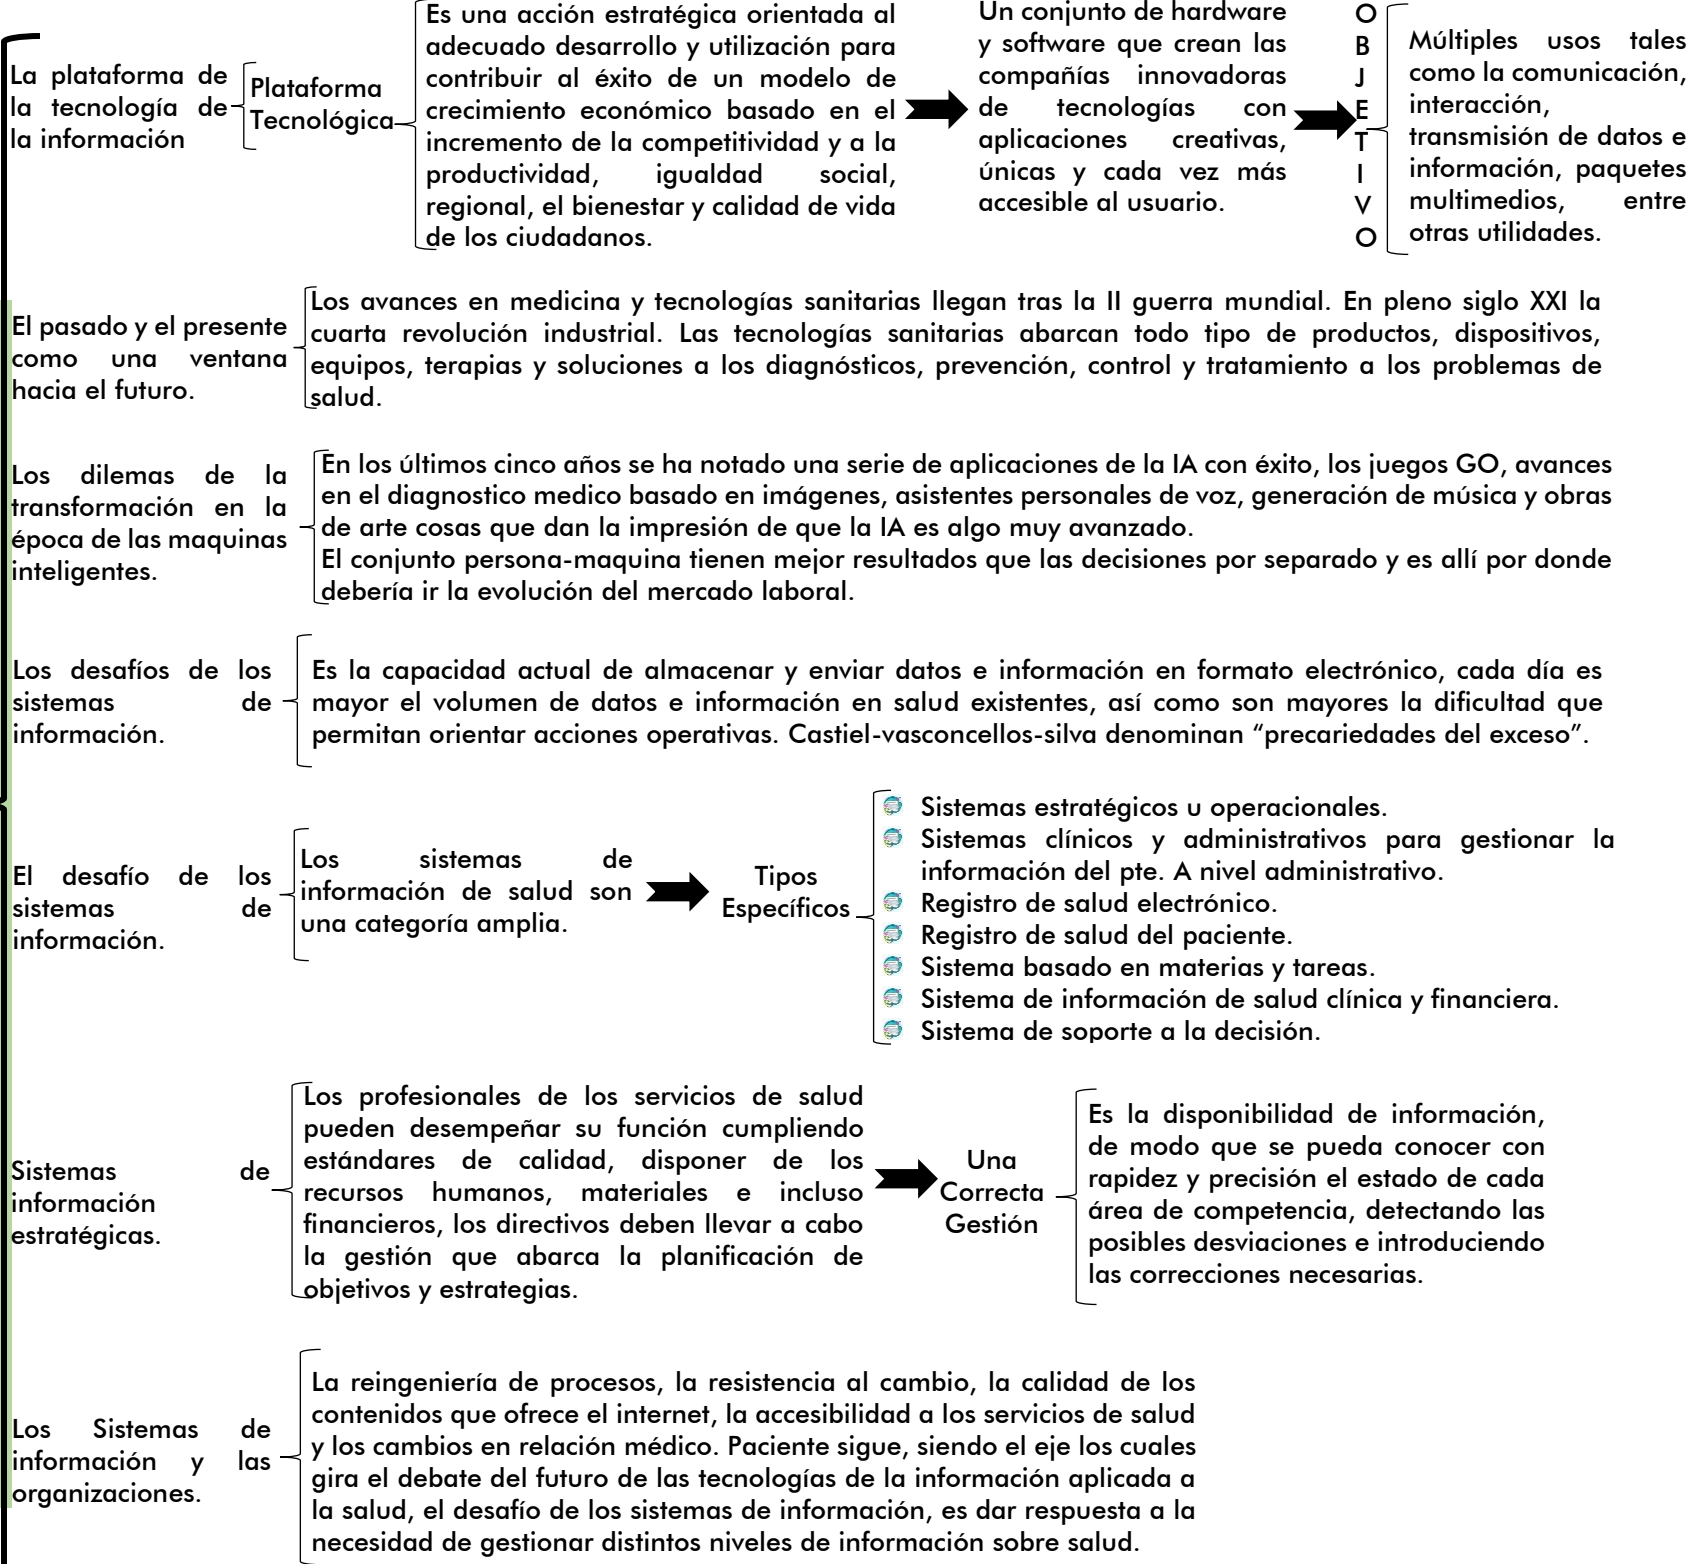 La plataforma de
la tecnología de
la información
Plataforma
Tecnológica
Es una acción estratégica orientada al
adecuado desarrollo y utilización para
contribuir al éxito de un modelo de
crecimiento económico basado en el
incremento de la competitividad y a la
productividad, igualdad social,
regional, el bienestar y calidad de vida
de los ciudadanos.
Un conjunto de hardware
y software que crean las
compañías innovadoras
de tecnologías con
aplicaciones creativas,
únicas y cada vez más
accesible al usuario.
O
B
J
E
T
I
V
O
Múltiples usos tales
como la comunicación,
interacción,
transmisión de datos e
información, paquetes
multimedios, entre
otras utilidades.
El pasado y el presente
como una ventana
hacia el futuro.
Los avances en medicina y tecnologías sanitarias llegan tras la II guerra mundial. En pleno siglo XXI la
cuarta revolución industrial. Las tecnologías sanitarias abarcan todo tipo de productos, dispositivos,
equipos, terapias y soluciones a los diagnósticos, prevención, control y tratamiento a los problemas de
salud.
Los dilemas de la
transformación en la
época de las maquinas
inteligentes.
En los últimos cinco años se ha notado una serie de aplicaciones de la IA con éxito, los juegos GO, avances
en el diagnostico medico basado en imágenes, asistentes personales de voz, generación de música y obras
de arte cosas que dan la impresión de que la IA es algo muy avanzado.
El conjunto persona-maquina tienen mejor resultados que las decisiones por separado y es allí por donde
debería ir la evolución del mercado laboral.
Los desafíos de los
sistemas de
información.
Es la capacidad actual de almacenar y enviar datos e información en formato electrónico, cada día es
mayor el volumen de datos e información en salud existentes, así como son mayores la dificultad que
permitan orientar acciones operativas. Castiel-vasconcellos-silva denominan “precariedades del exceso”.
El desafío de los
sistemas de
información.
Los sistemas de
información de salud son
una categoría amplia.
Tipos
Específicos
Sistemas estratégicos u operacionales.
Sistemas clínicos y administrativos para gestionar la
información del pte. A nivel administrativo.
Registro de salud electrónico.
Registro de salud del paciente.
Sistema basado en materias y tareas.
Sistema de información de salud clínica y financiera.
Sistema de soporte a la decisión.
Sistemas de
información
estratégicas.
Los profesionales de los servicios de salud
pueden desempeñar su función cumpliendo
estándares de calidad, disponer de los
recursos humanos, materiales e incluso
financieros, los directivos deben llevar a cabo
la gestión que abarca la planificación de
objetivos y estrategias.
Una
Correcta
Gestión
Es la disponibilidad de información,
de modo que se pueda conocer con
rapidez y precisión el estado de cada
área de competencia, detectando las
posibles desviaciones e introduciendo
las correcciones necesarias.
Los Sistemas de
información y las
organizaciones.
La reingeniería de procesos, la resistencia al cambio, la calidad de los
contenidos que ofrece el internet, la accesibilidad a los servicios de salud
y los cambios en relación médico. Paciente sigue, siendo el eje los cuales
gira el debate del futuro de las tecnologías de la información aplicada a
la salud, el desafío de los sistemas de información, es dar respuesta a la
necesidad de gestionar distintos niveles de información sobre salud.